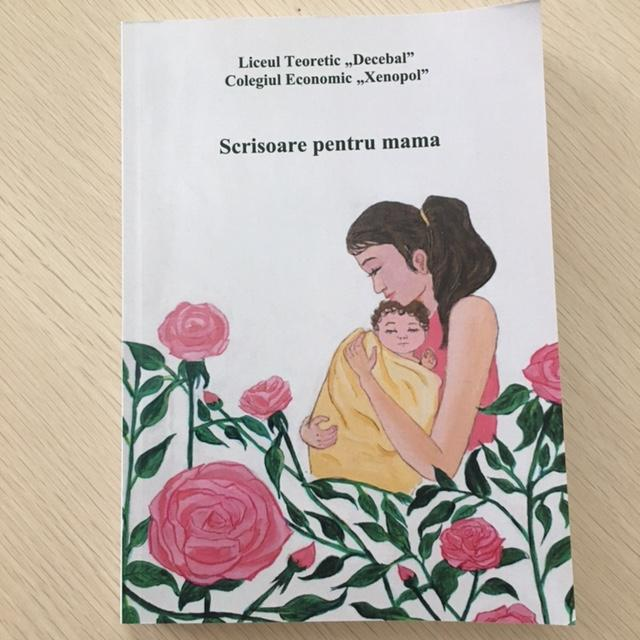 Liceul Teoretic „Decebal”
Colegiul Economic „Xenopol”
Scrisoare pentru mama